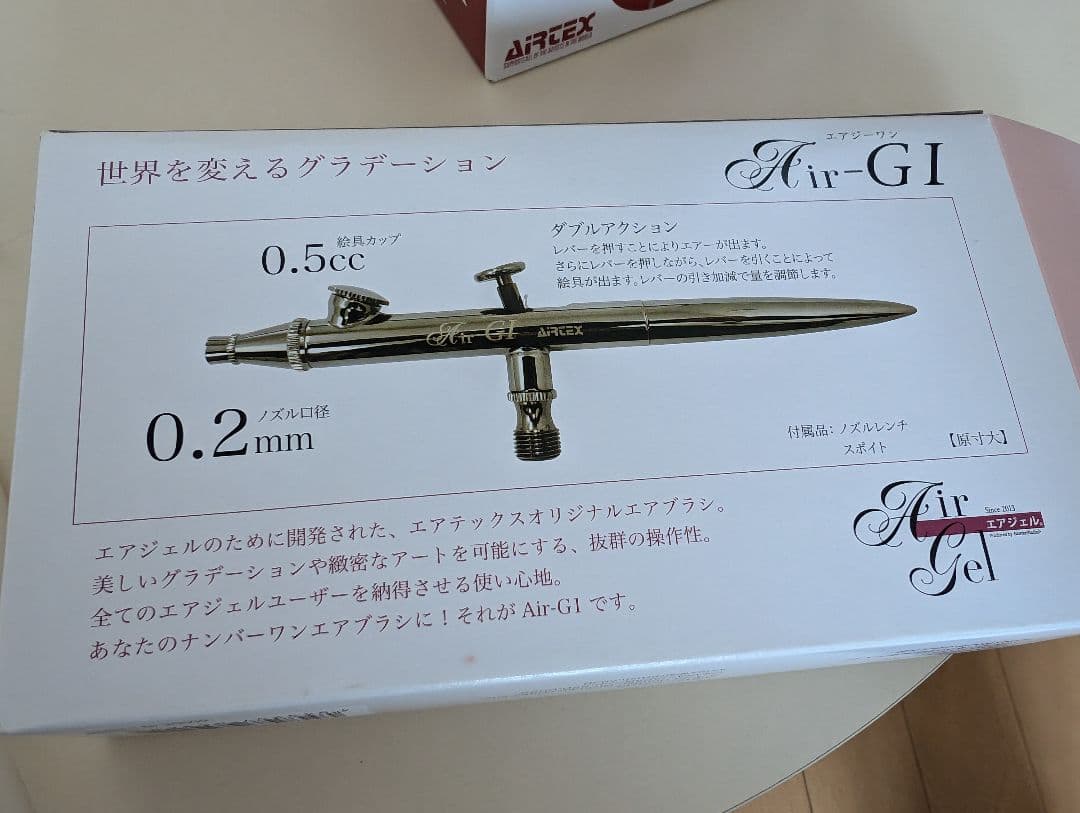 AIRTEX
世界を変えるグラデーション
エアジーワン
Air-G1
絵具カップ
0.5cc
ダブルアクション
レバーを押すことによりエアーが出ます。
さらにレバーを押しながら、レバーを引くことによって
絵具が出ます。レバーの引き加減で量を調節します。
Air-G1 AIRTEX
ノズル口径
0.2mm
付属品：ノズルレンチ
スポイト
【原寸大】
エアジェルのために開発された、エアテックスオリジナルエアブラシ。
美しいグラデーションや緻密なアートを可能にする、抜群の操作性。
全てのエアジェルユーザーを納得させる使い心地。
あなたのナンバーワンエアブラシに！それが Air-G1 です。
Air
Gel
Since 2013
エアジェル®